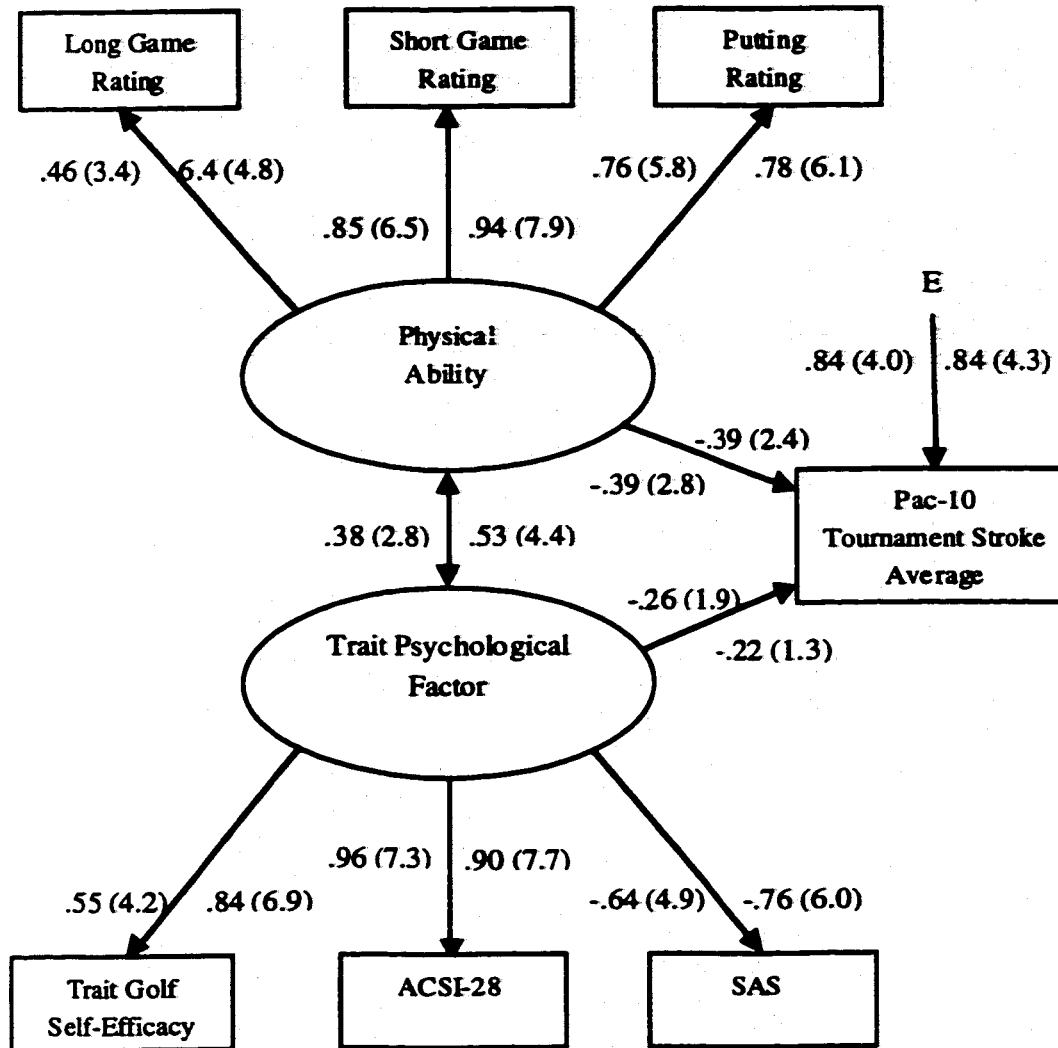 Long Game
Rating
Short Game
Rating
Putting
Rating
.46 (3.4)
6.4 (4.8)
.85 (6.5)
.94 (7.9)
.76 (5.8)
.78 (6.1)
E
.84 (4.0)
.84 (4.3)
Physical
Ability
-.39 (2.4)
-.39 (2.8)
Pac-10
Tournament Stroke
Average
.38 (2.8)
.53 (4.4)
-.26 (1.9)
-.22 (1.3)
Trait Psychological
Factor
.55 (4.2)
.84 (6.9)
.96 (7.3)
.90 (7.7)
-.64 (4.9)
-.76 (6.0)
Trait Golf
Self-Efficacy
ACSI-28
SAS